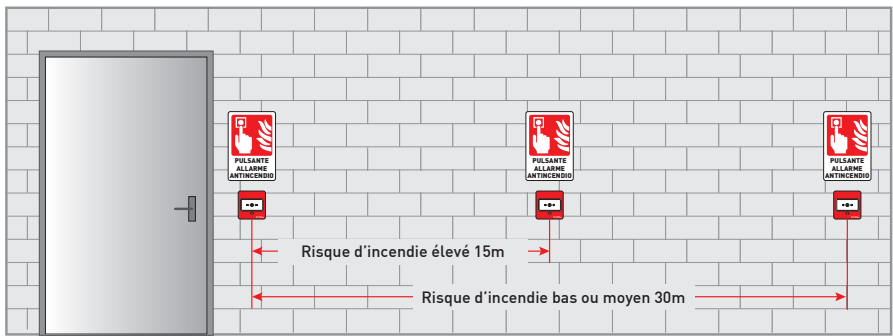 PULSANTE
ALLARME
ANTINCENDIO
PULSANTE
ALLARME
ANTINCENDIO
PULSANTE
ALLARME
ANTINCENDIO
Risque d’incendie élevé 15m
Risque d’incendie bas ou moyen 30m